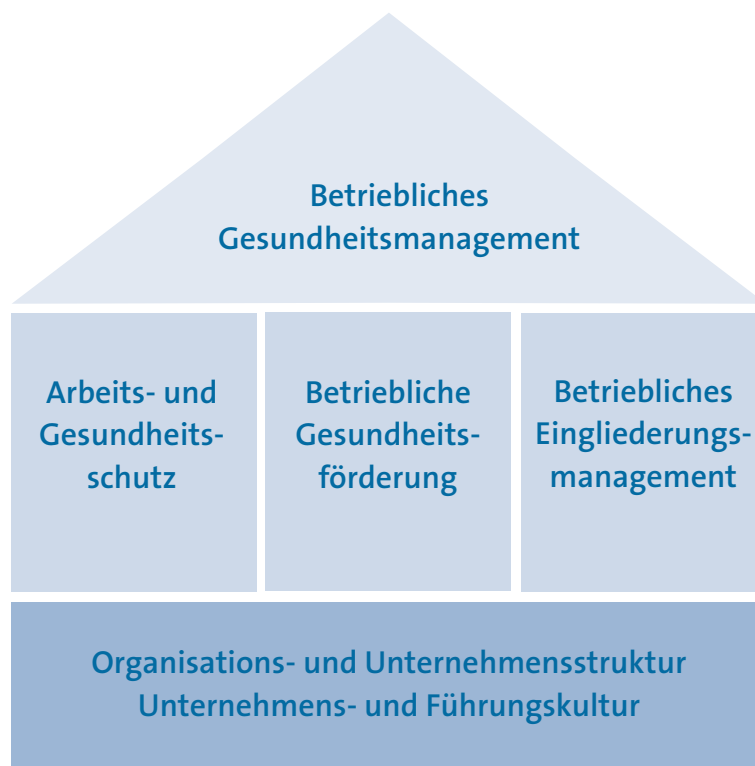 Betriebliches
Gesundheitsmanagement
Arbeits- und
Gesundheits-
schutz
Betriebliche
Gesundheits-
förderung
Betriebliches
Eingliederungs-
management
Organisations- und Unternehmensstruktur
Unternehmens- und Führungskultur